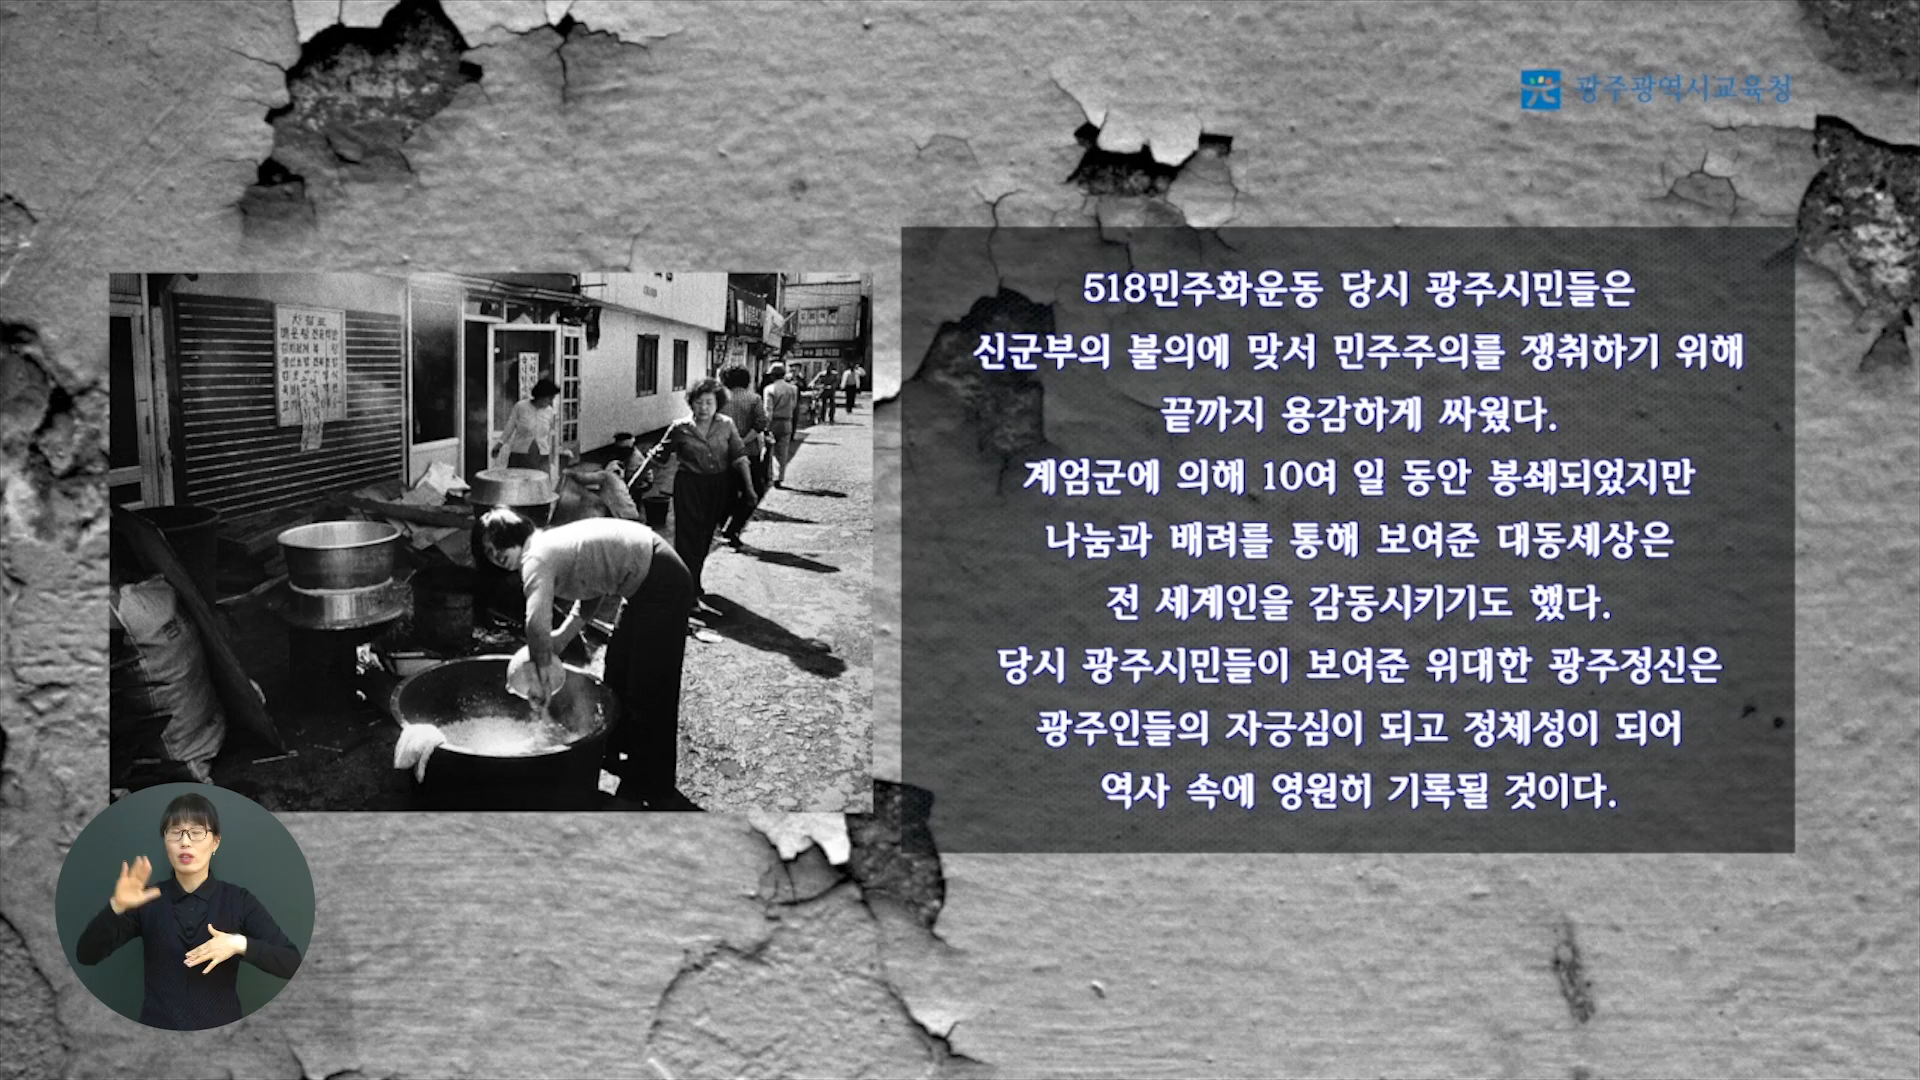 광주광역시교육청
518민주화운동 당시 광주시민들은
신군부의 불의에 맞서 민주주의를 쟁취하기 위해
끝까지 용감하게 싸웠다.
계엄군에 의해 10여 일 동안 봉쇄되었지만
나눔과 배려를 통해 보여준 대동세상은
전 세계인을 감동시키기도 했다.
당시 광주시민들이 보여준 위대한 광주정신은
광주인들의 자긍심이 되고 정체성이 되어
역사 속에 영원히 기록될 것이다.